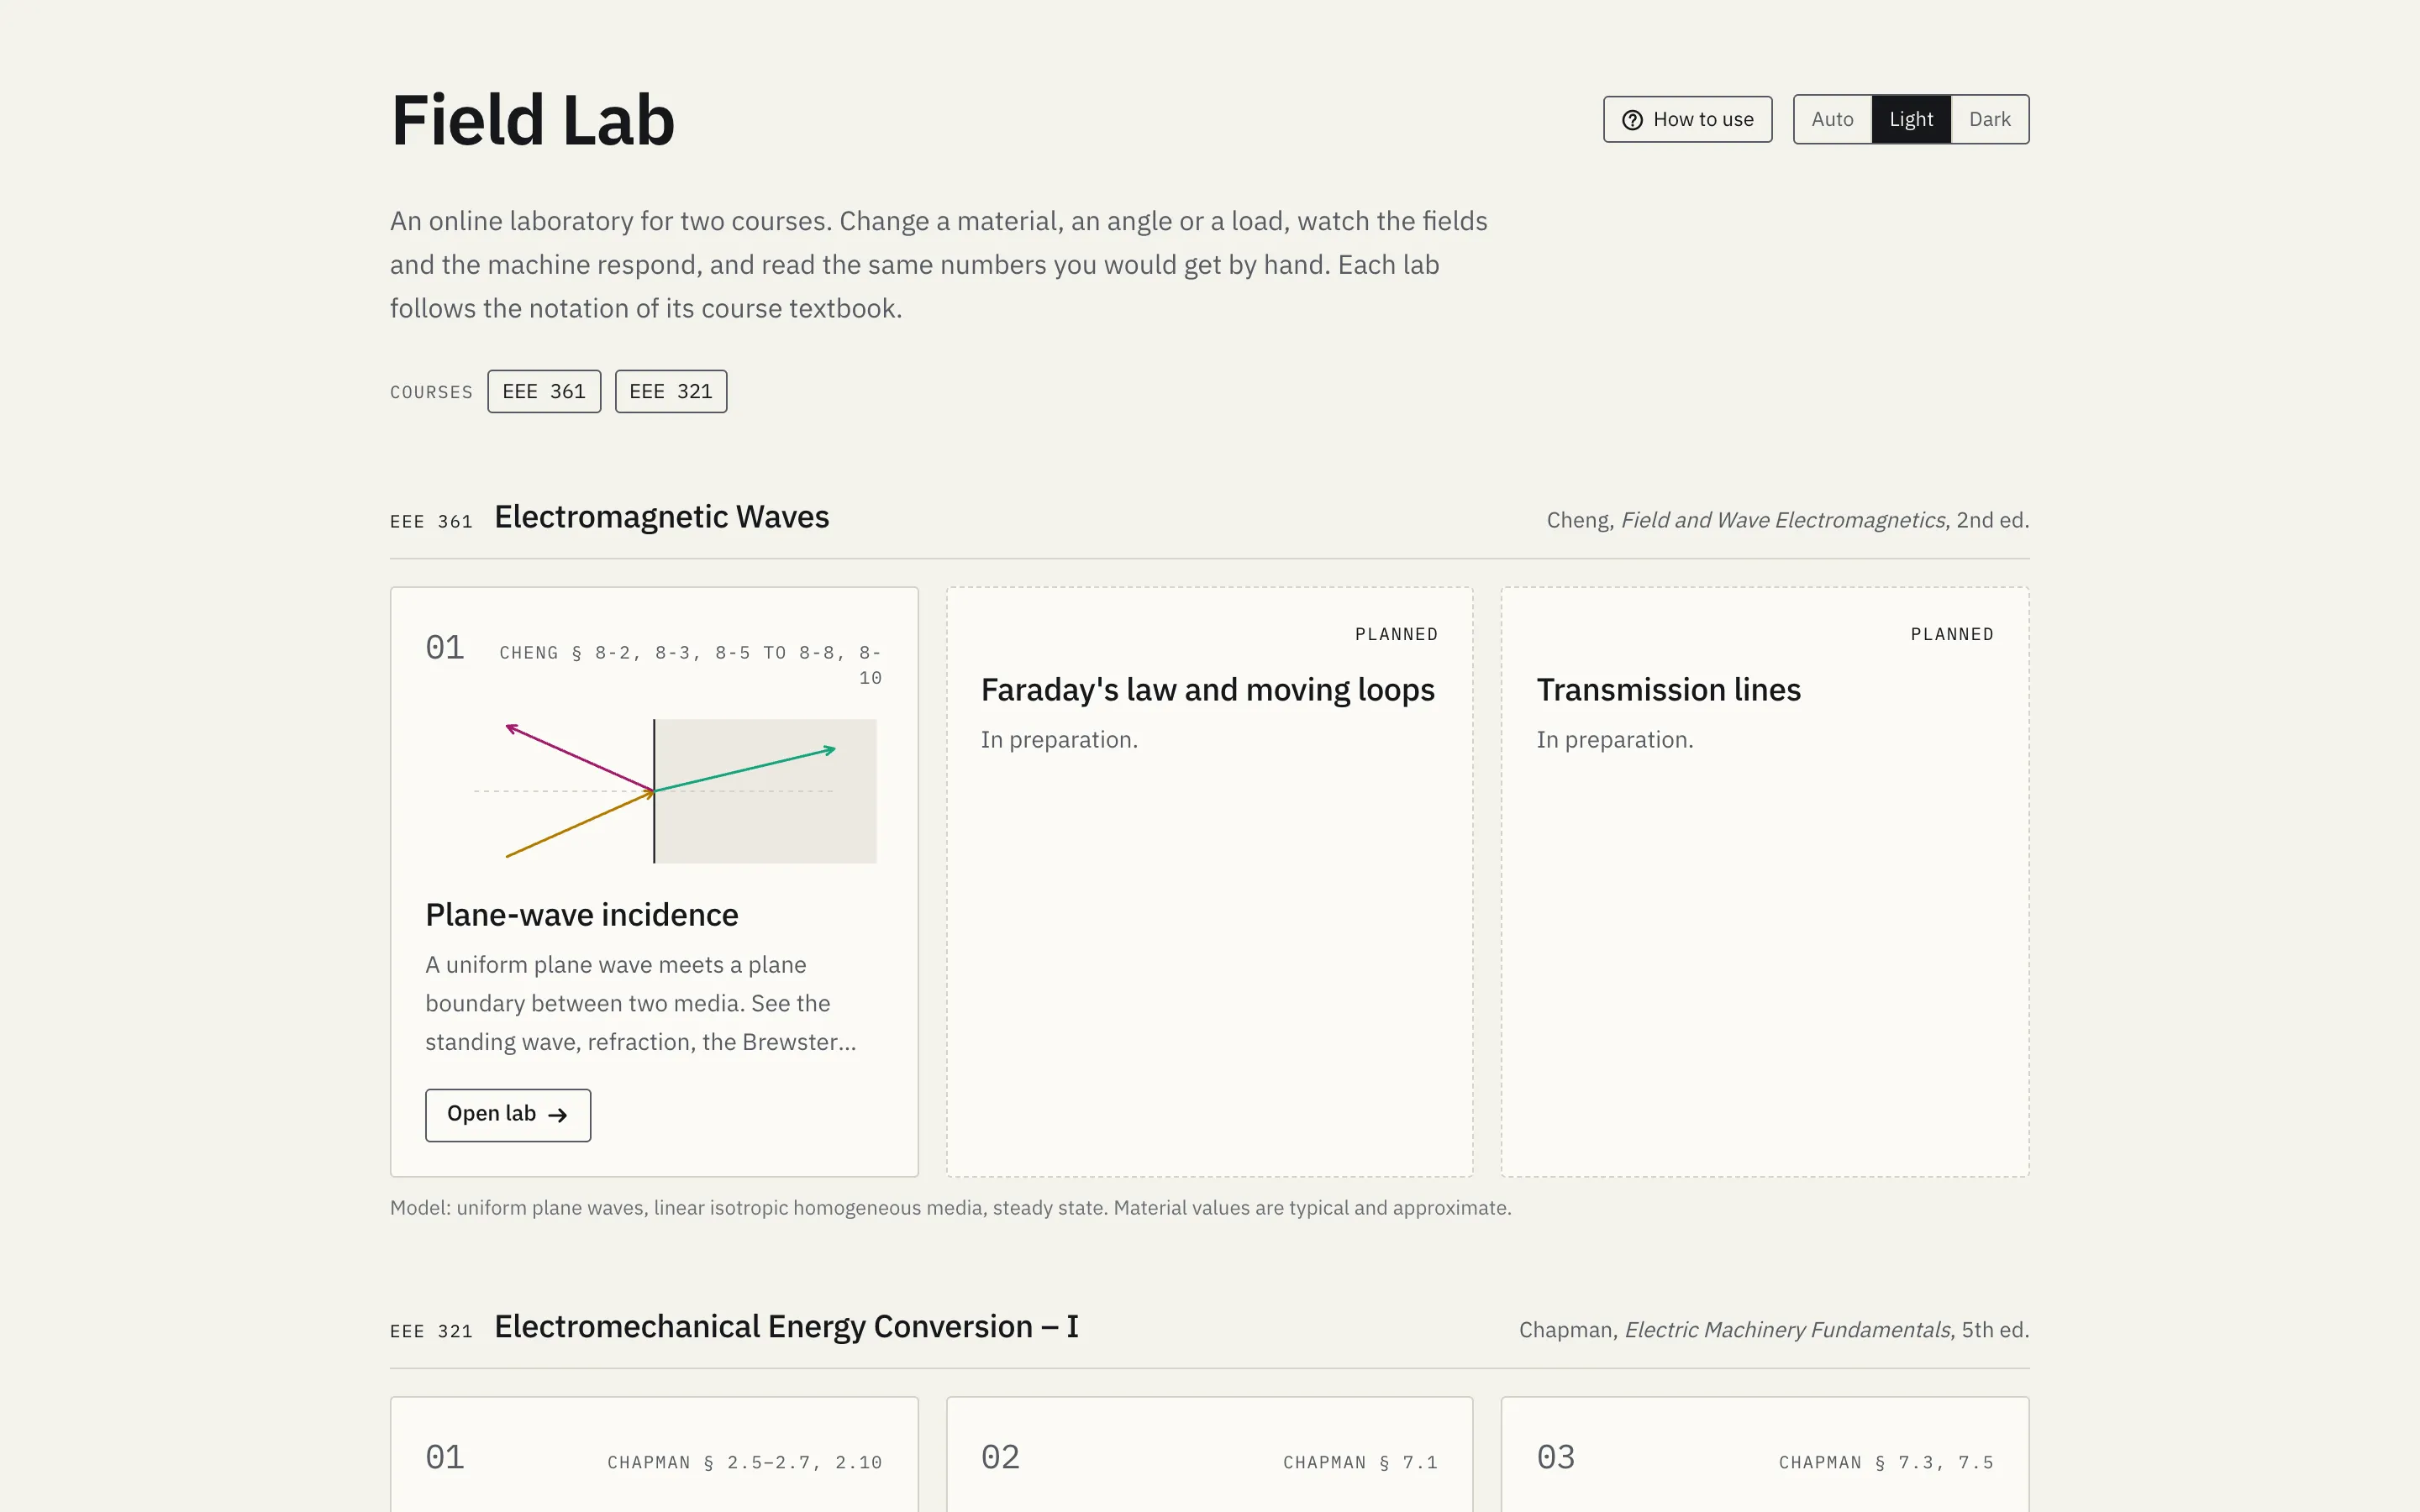 Field Lab
How to use
Auto Light Dark
An online laboratory for two courses. Change a material, an angle or a load, watch the fields
and the machine respond, and read the same numbers you would get by hand. Each lab
follows the notation of its course textbook.
COURSES EEE 361 EEE 321
EEE 361 Electromagnetic Waves
Cheng, Field and Wave Electromagnetics, 2nd ed.
01
CHENG § 8-2, 8-3, 8-5 TO 8-8, 8-
10
Plane-wave incidence
A uniform plane wave meets a plane
boundary between two media. See the
standing wave, refraction, the Brewster...
Open lab →
PLANNED
Faraday's law and moving loops
In preparation.
PLANNED
Transmission lines
In preparation.
Model: uniform plane waves, linear isotropic homogeneous media, steady state. Material values are typical and approximate.
EEE 321 Electromechanical Energy Conversion – I
Chapman, Electric Machinery Fundamentals, 5th ed.
01 CHAPMAN § 2.5–2.7, 2.10
02 CHAPMAN § 7.1
03 CHAPMAN § 7.3, 7.5